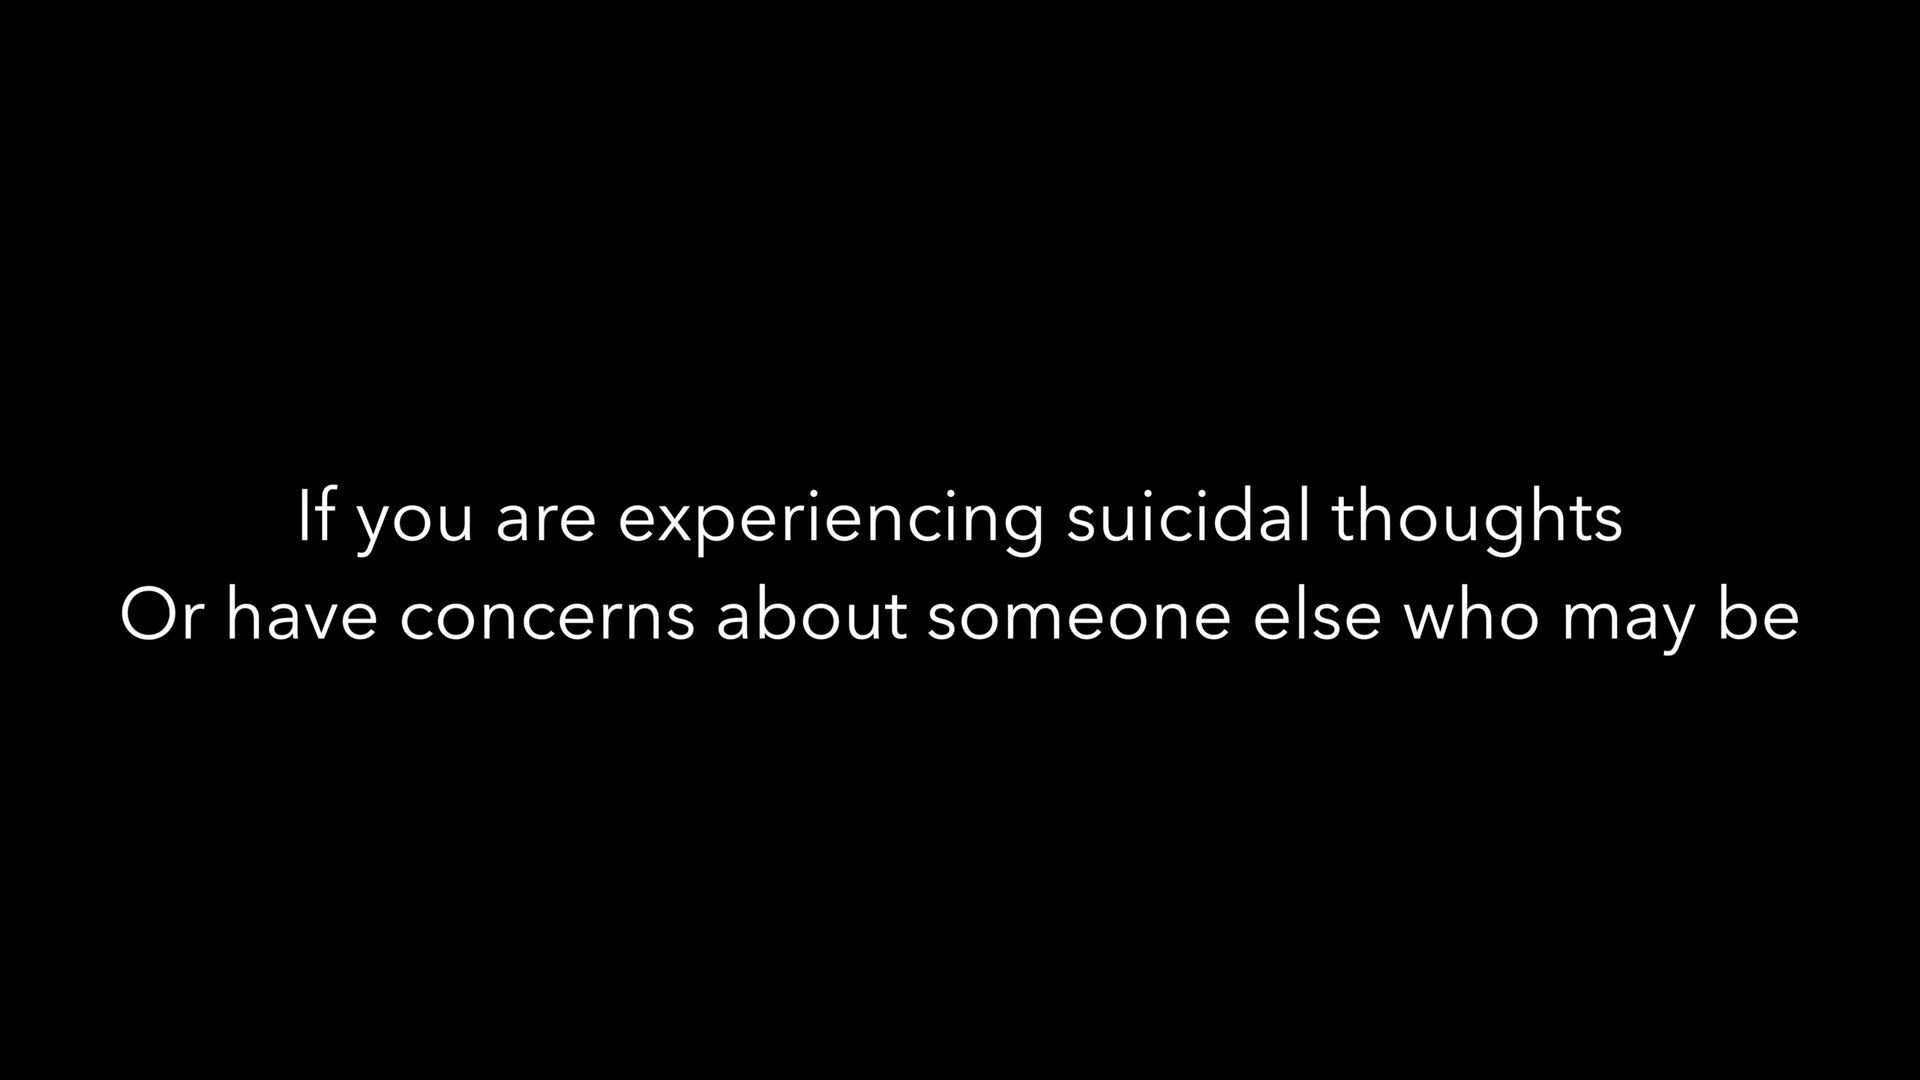 If you are experiencing suicidal thoughts
Or have concerns about someone else who may be